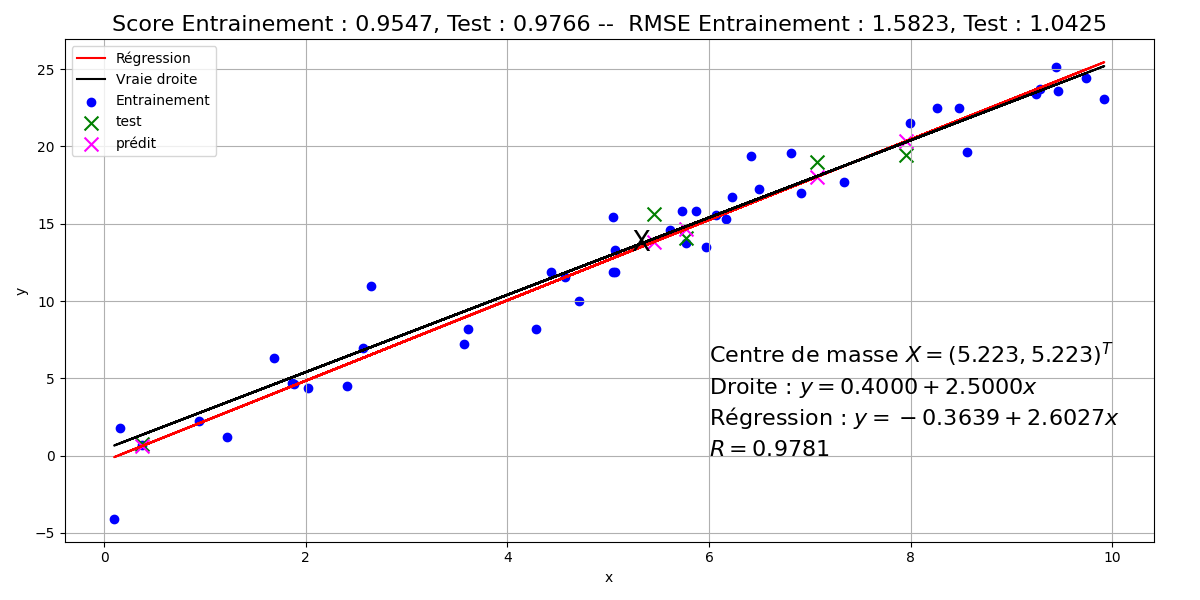 Score Entrainement : 0.9547, Test : 0.9766 --  RMSE Entrainement : 1.5823, Test : 1.0425
Régression
Vraie droite
Entrainement
test
prédit
25
20
15
10
5
0
−5
y
X
Centre de masse X = (5.223, 5.223)^T
Droite : y = 0.4000 + 2.5000x
Régression : y = −0.3639 + 2.6027x
R = 0.9781
0 2 4 6 8 10
x